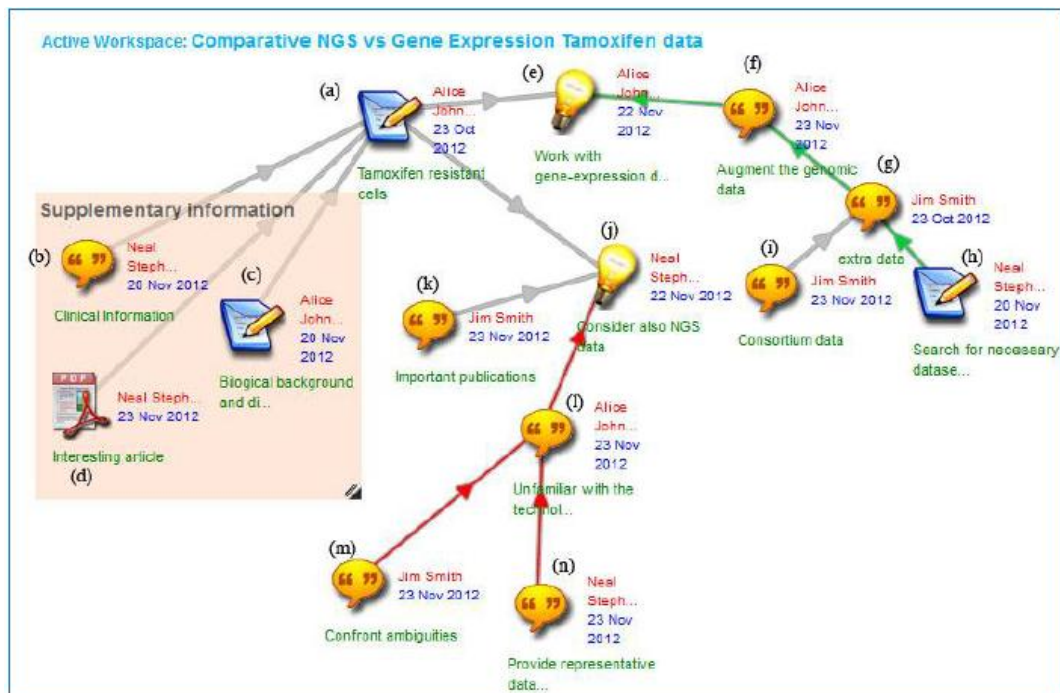 Active Workspace: Comparative NGS vs Gene Expression Tamoxifen data
(a)
Alice
John...
23 Oct
2012
Tamoxifen resistant
cells
(e)
Alice
John...
22 Nov
2012
Work with
gene-expression d...
(f)
Alice
John...
23 Nov
2012
Augment the genomic
data
(g)
Jim Smith
23 Oct 2012
extra data
Supplementary information
(b)
Neal
Steph...
20 Nov 2012
Clinical Information
(c)
Alice
John...
20 Nov
2012
Bilogical background
and di...
PDF
Neal Steph...
23 Nov 2012
Interesting article
(d)
(j)
Neal
Steph...
22 Nov 2012
Consider also NGS
data
(k)
Jim Smith
23 Nov 2012
Important publications
(i)
Jim Smith
23 Nov 2012
Consortium data
(h)
Neal
Steph...
20 Nov
2012
Search for necessary
datase...
(l)
Alice
John...
23 Nov
2012
Unfamiliar with the
technol...
(m)
Jim Smith
23 Nov 2012
Confront ambiguities
(n)
Neal
Steph...
23 Nov
2012
Provide representative
data...